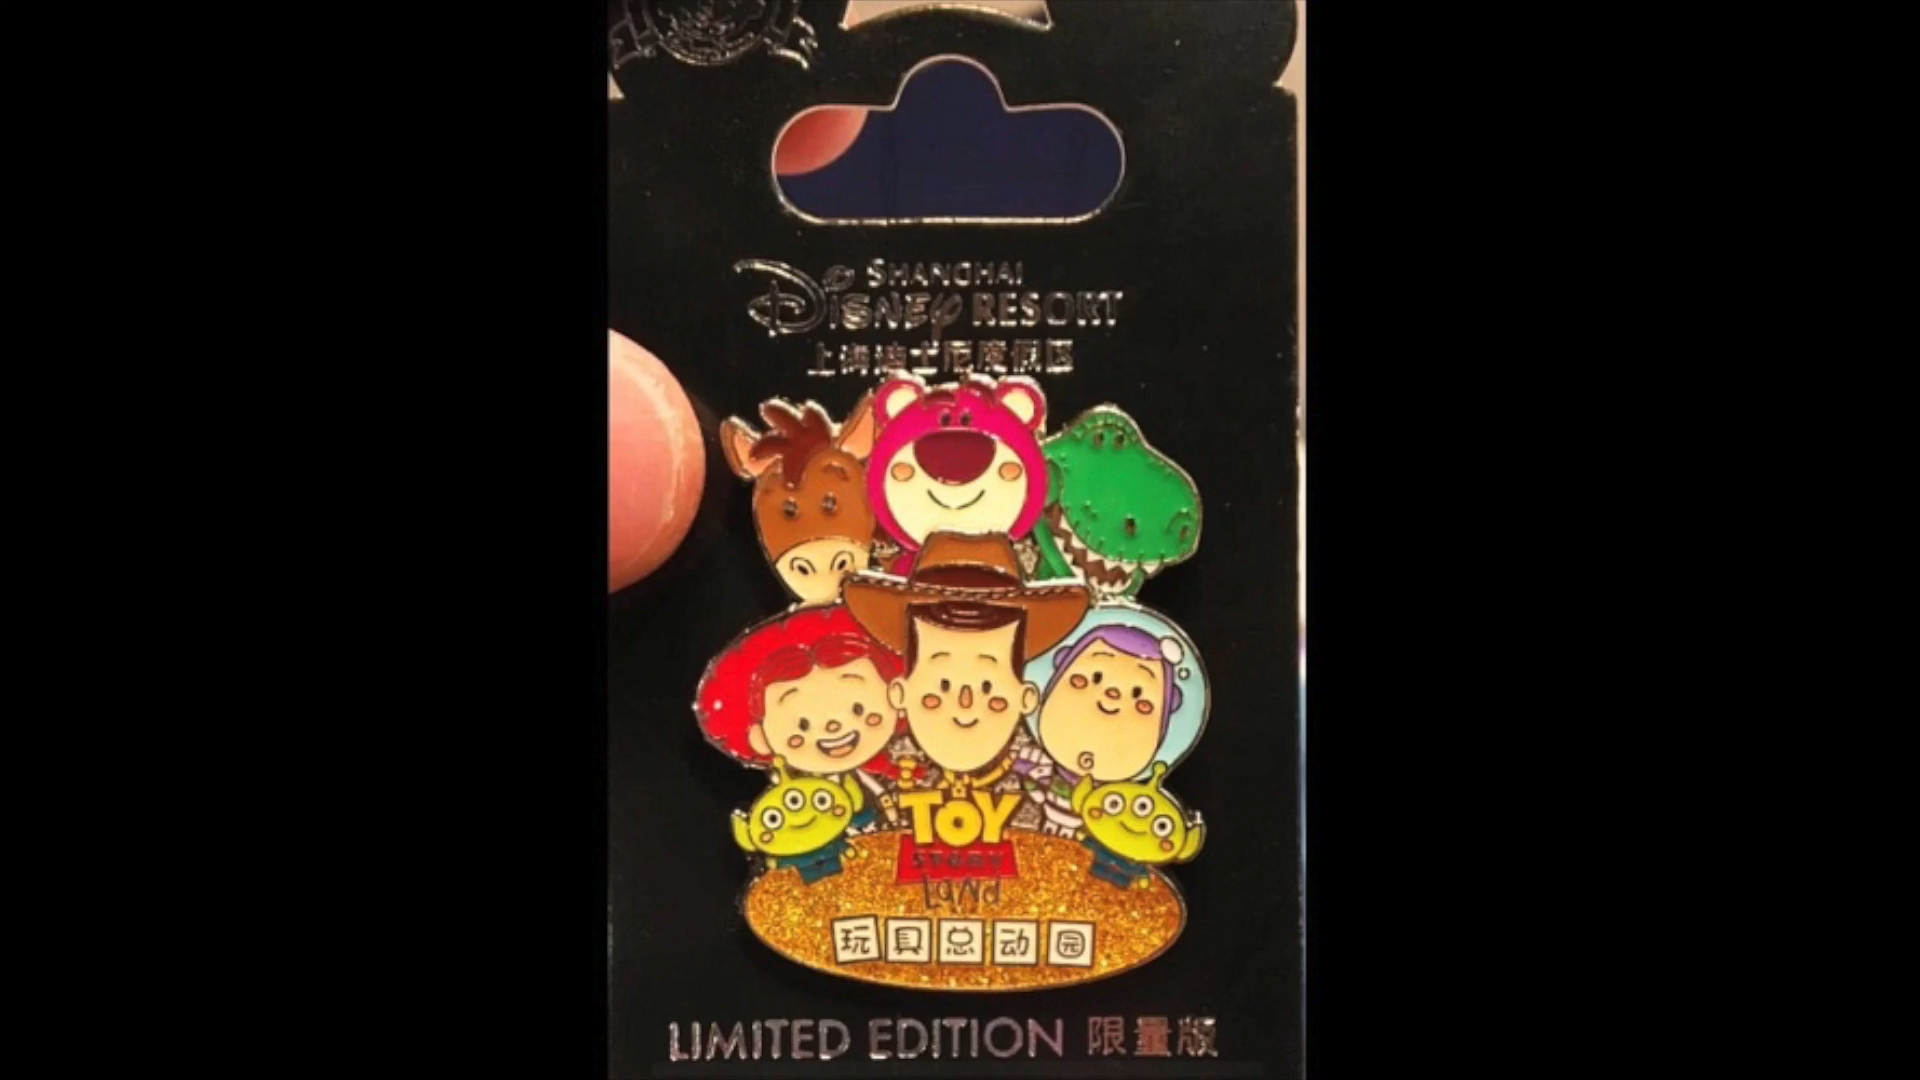 SHANGHAI
DISNEY RESORT
上海迪士尼度假区
TOY
STORY
LAND
玩具总动园
LIMITED EDITION 限量版